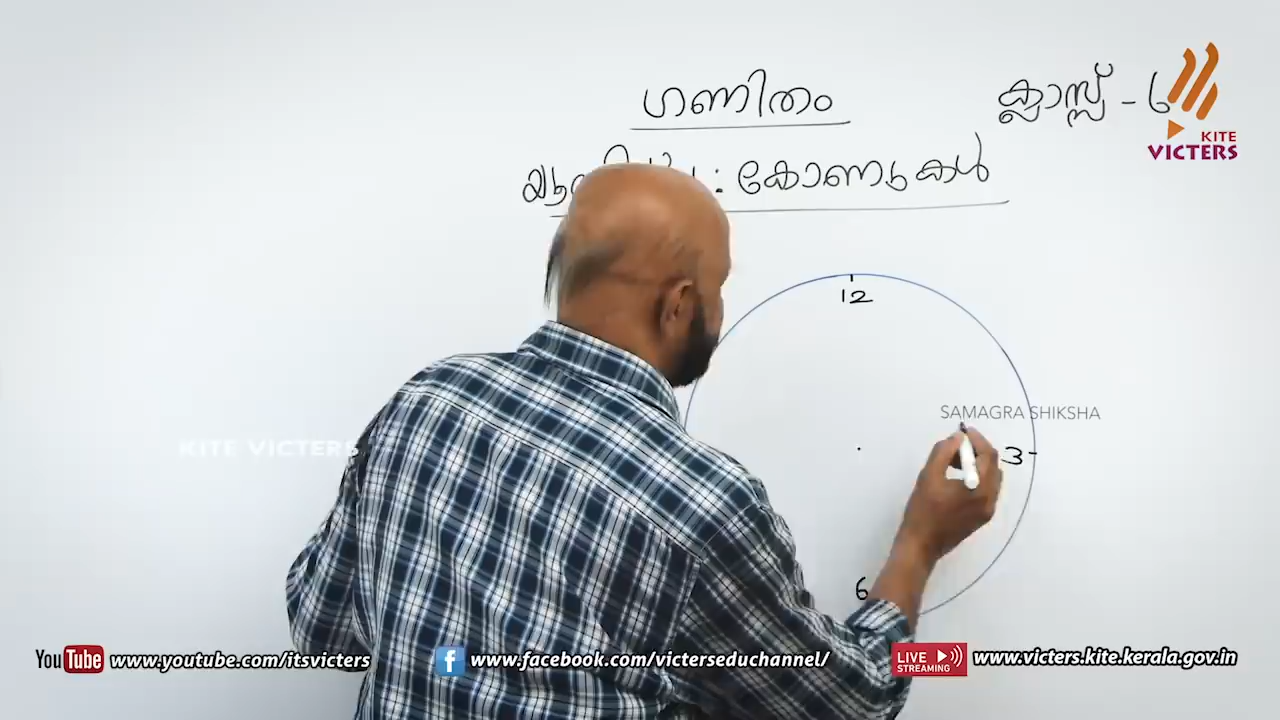 ഗണിതം
ക്ലാസ്സ് - 6
: കോണുകൾ
KITE
VICTERS
12
SAMAGRA SHIKSHA
KITE VICTERS
3
6
YouTube www.youtube.com/itsvicters
f www.facebook.com/victerseduchannel/
LIVE STREAMING www.victers.kite.kerala.gov.in